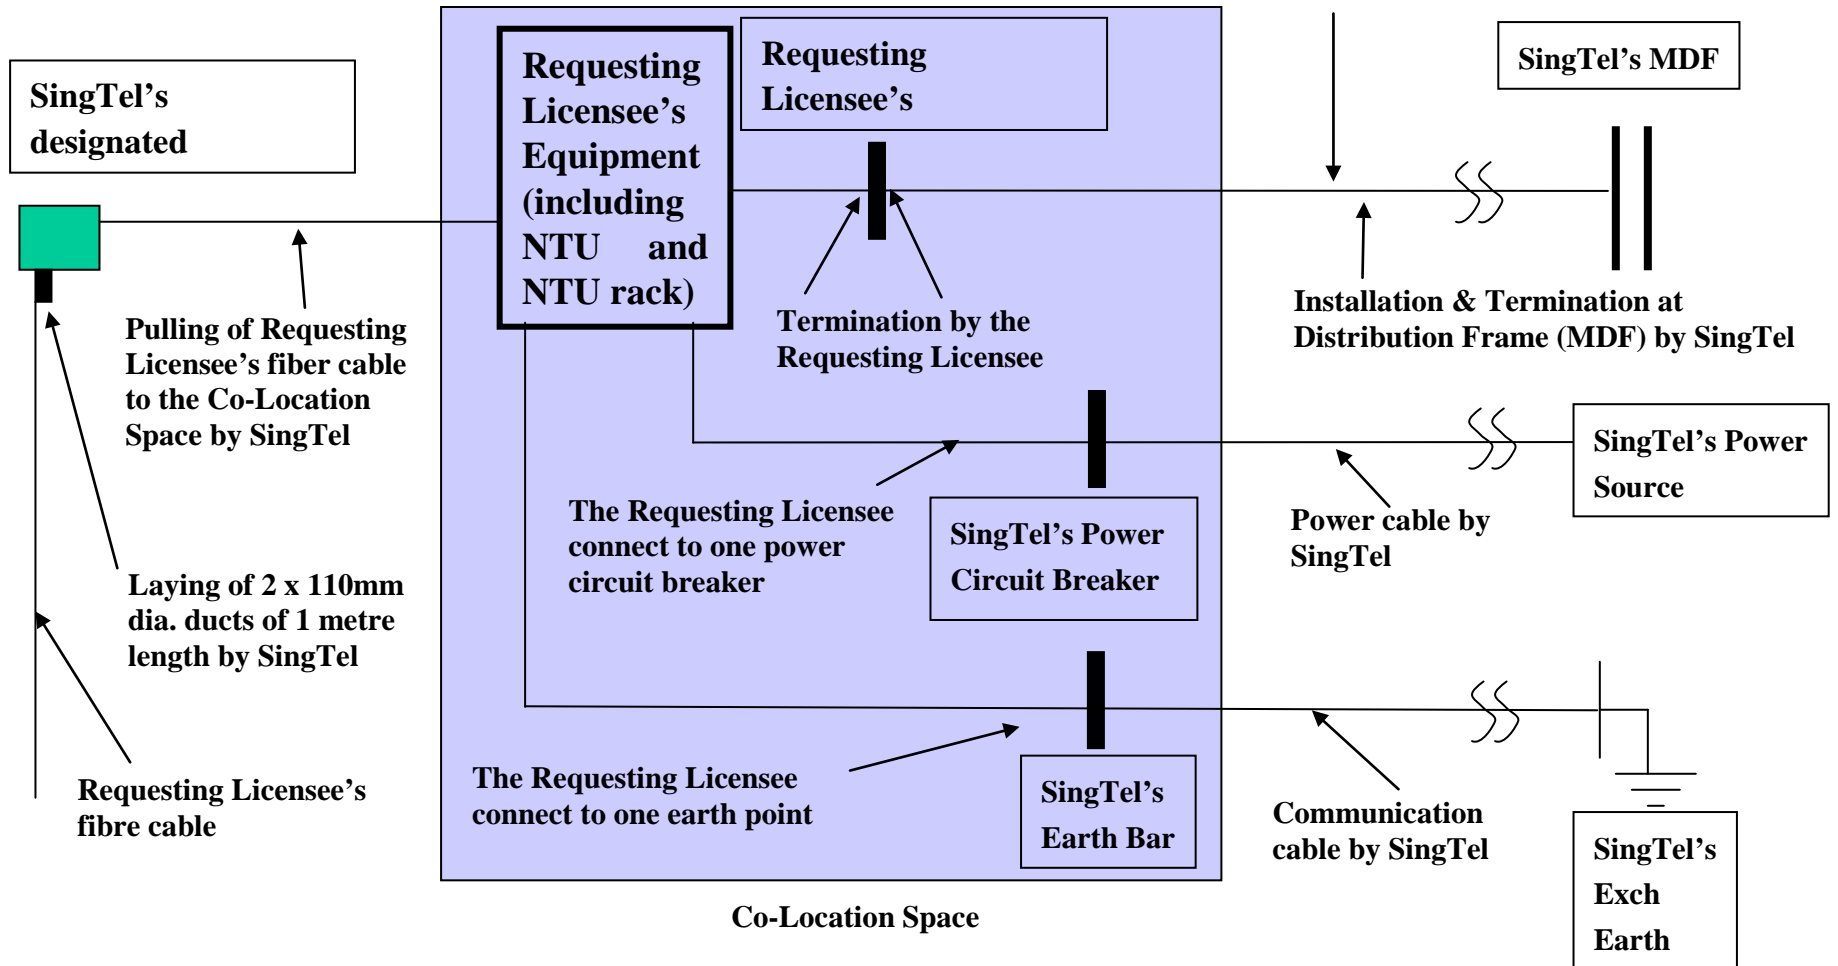 SingTel's
designated
Requesting
Licensee's
Equipment
(including
NTU and
NTU rack)
Requesting
Licensee's
SingTel's MDF
Pulling of Requesting
Licensee's fiber cable
to the Co-Location
Space by SingTel
Termination by the
Requesting Licensee
Installation & Termination at
Distribution Frame (MDF) by SingTel
The Requesting Licensee
connect to one power
circuit breaker
SingTel's Power
Circuit Breaker
Power cable by
SingTel
SingTel's Power
Source
Laying of 2 x 110mm
dia. ducts of 1 metre
length by SingTel
Requesting Licensee's
fibre cable
The Requesting Licensee
connect to one earth point
SingTel's
Earth Bar
Communication
cable by SingTel
SingTel's
Exch
Earth
Co-Location Space